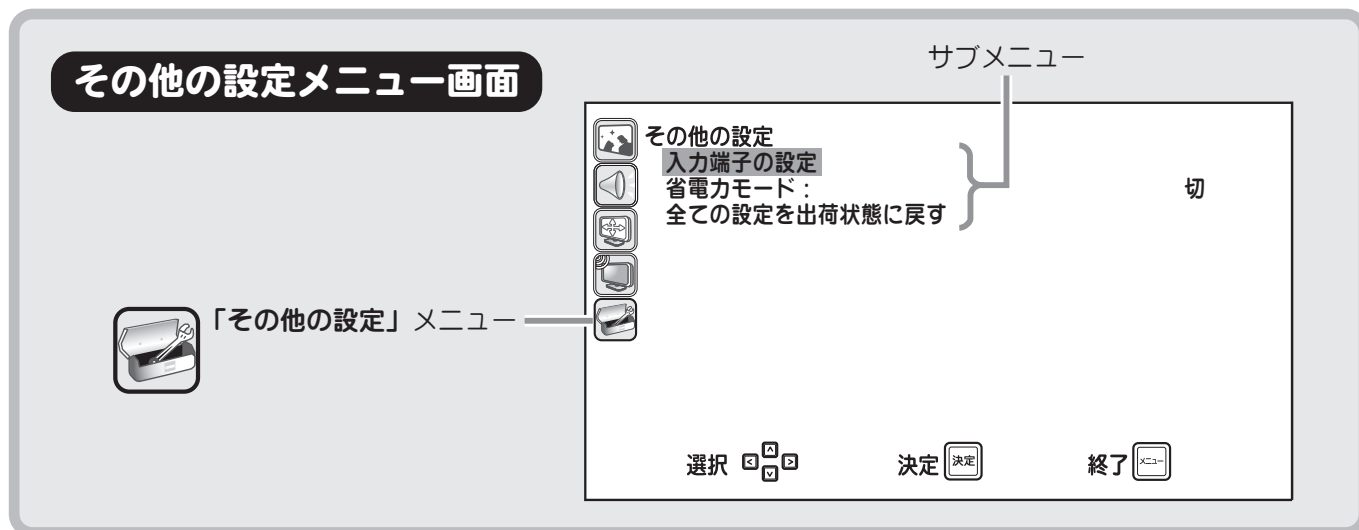 その他の設定メニュー画面
サブメニュー
その他の設定
入力端子の設定
省電力モード： 切
全ての設定を出荷状態に戻す
「その他の設定」メニュー
選択 決定 決定 終了 メニュー